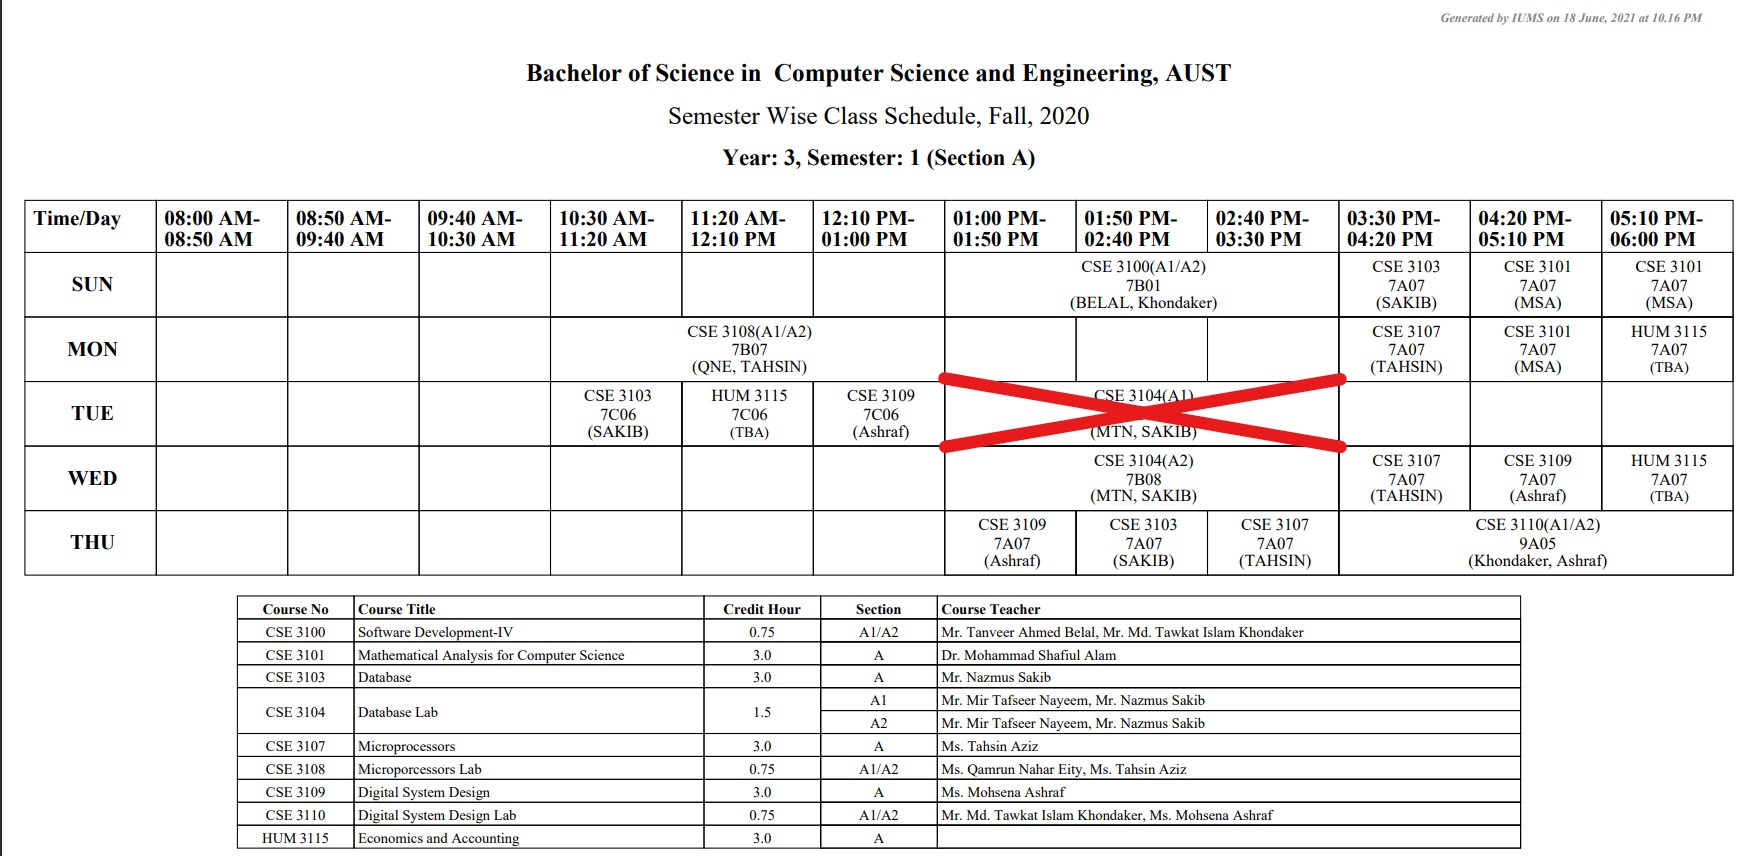 Generated by IUMS on 18 June, 2021 at 10.16 PM
Bachelor of Science in Computer Science and Engineering, AUST
Semester Wise Class Schedule, Fall, 2020
Year: 3, Semester: 1 (Section A)
Time/Day 08:00 AM-08:50 AM 08:50 AM-09:40 AM 09:40 AM-10:30 AM 10:30 AM-11:20 AM 11:20 AM-12:10 PM 12:10 PM-01:00 PM 01:00 PM-01:50 PM 01:50 PM-02:40 PM 02:40 PM-03:30 PM 03:30 PM-04:20 PM 04:20 PM-05:10 PM 05:10 PM-06:00 PM
CSE 3100(A1/A2) CSE 3103 CSE 3101 CSE 3101
SUN 7B01 7A07 7A07 7A07
(BELAL, Khondaker) (SAKIB) (MSA) (MSA)
CSE 3108(A1/A2) CSE 3107 CSE 3101 HUM 3115
MON 7B07 7A07 7A07 7A07
(QNE, TAHSIN) (TAHSIN) (MSA) (TBA)
CSE 3103 HUM 3115 CSE 3109 CSE 3104(A1)
TUE 7C06 7C06 7C06
(SAKIB) (TBA) (Ashraf) (MTN, SAKIB)
CSE 3104(A2) CSE 3107 CSE 3109 HUM 3115
WED 7B08 7A07 7A07 7A07
(MTN, SAKIB) (TAHSIN) (Ashraf) (TBA)
CSE 3109 CSE 3103 CSE 3107 CSE 3110(A1/A2)
THU 7A07 7A07 7A07 9A05
(Ashraf) (SAKIB) (TAHSIN) (Khondaker, Ashraf)
Course No Course Title Credit Hour Section Course Teacher
CSE 3100 Software Development-IV 0.75 A1/A2 Mr. Tanveer Ahmed Belal, Mr. Md. Tawkat Islam Khondaker
CSE 3101 Mathematical Analysis for Computer Science 3.0 A Dr. Mohammad Shafiul Alam
CSE 3103 Database 3.0 A Mr. Nazmus Sakib
CSE 3104 Database Lab 1.5 A1 Mr. Mir Tafseer Nayeem, Mr. Nazmus Sakib
A2 Mr. Mir Tafseer Nayeem, Mr. Nazmus Sakib
CSE 3107 Microprocessors 3.0 A Ms. Tahsin Aziz
CSE 3108 Microporcessors Lab 0.75 A1/A2 Ms. Qamrun Nahar Eity, Ms. Tahsin Aziz
CSE 3109 Digital System Design 3.0 A Ms. Mohsena Ashraf
CSE 3110 Digital System Design Lab 0.75 A1/A2 Mr. Md. Tawkat Islam Khondaker, Ms. Mohsena Ashraf
HUM 3115 Economics and Accounting 3.0 A